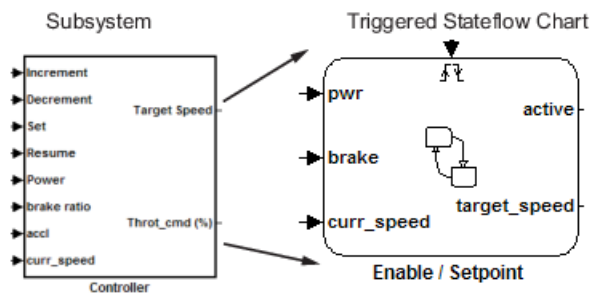 Subsystem
Triggered Stateflow Chart
Increment
Decrement
Set
Resume
Power
brake ratio
accl
curr_speed
Target Speed
Throt_cmd (%)
Controller
pwr
brake
curr_speed
active
target_speed
Enable / Setpoint